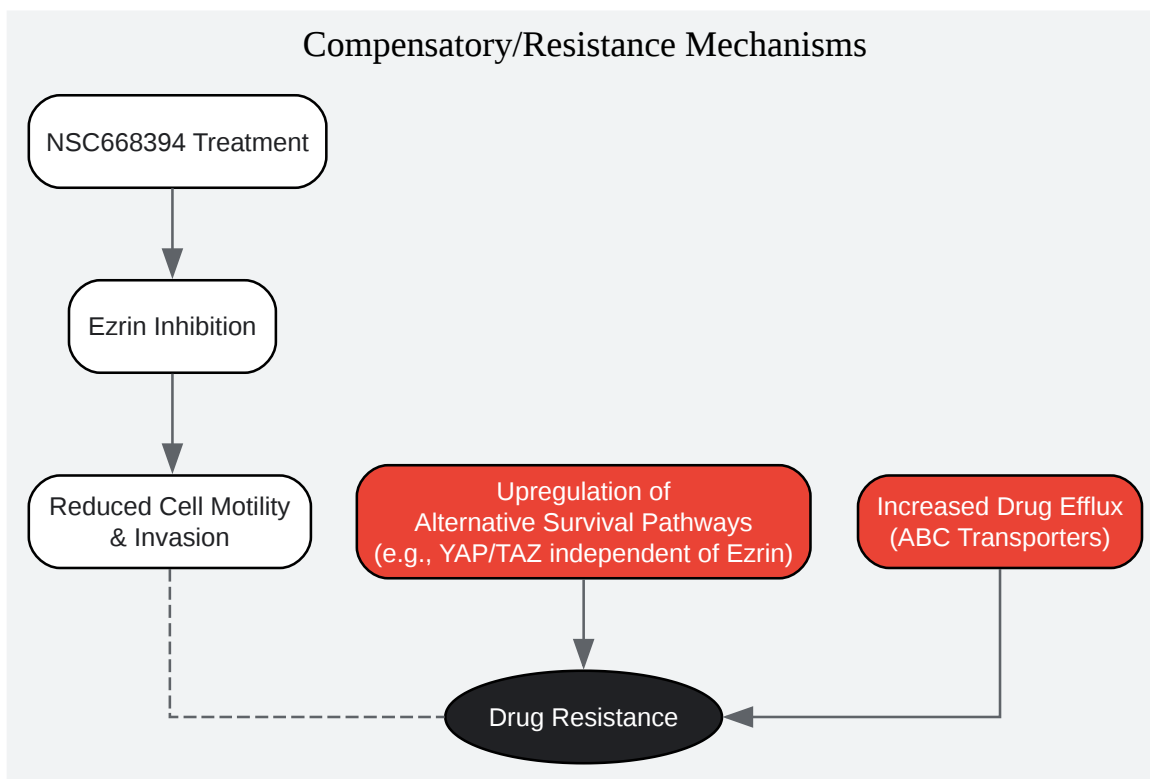 Compensatory/Resistance Mechanisms
NSC668394 Treatment
Ezrin Inhibition
Reduced Cell Motility
& Invasion
Upregulation of
Alternative Survival Pathways
(e.g., YAP/TAZ independent of Ezrin)
Increased Drug Efflux
(ABC Transporters)
Drug Resistance